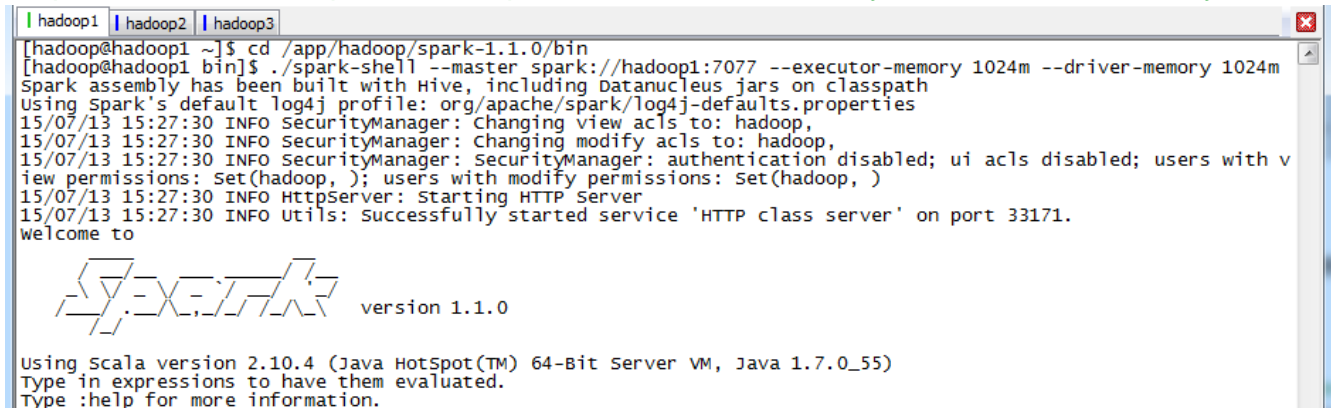 hadoop1 hadoop2 hadoop3
[hadoop@hadoop1 ~]$ cd /app/hadoop/spark-1.1.0/bin
[hadoop@hadoop1 bin]$ ./spark-shell --master spark://hadoop1:7077 --executor-memory 1024m --driver-memory 1024m
Spark assembly has been built with Hive, including Datanucleus jars on classpath
Using Spark's default log4j profile: org/apache/spark/log4j-defaults.properties
15/07/13 15:27:30 INFO SecurityManager: Changing view acls to: hadoop,
15/07/13 15:27:30 INFO SecurityManager: Changing modify acls to: hadoop,
15/07/13 15:27:30 INFO SecurityManager: SecurityManager: authentication disabled; ui acls disabled; users with v
iew permissions: Set(hadoop, ); users with modify permissions: Set(hadoop, )
15/07/13 15:27:30 INFO HttpServer: Starting HTTP Server
15/07/13 15:27:30 INFO Utils: Successfully started service 'HTTP class server' on port 33171.
Welcome to
Spark version 1.1.0
Using Scala version 2.10.4 (Java HotSpot(TM) 64-Bit Server VM, Java 1.7.0_55)
Type in expressions to have them evaluated.
Type :help for more information.